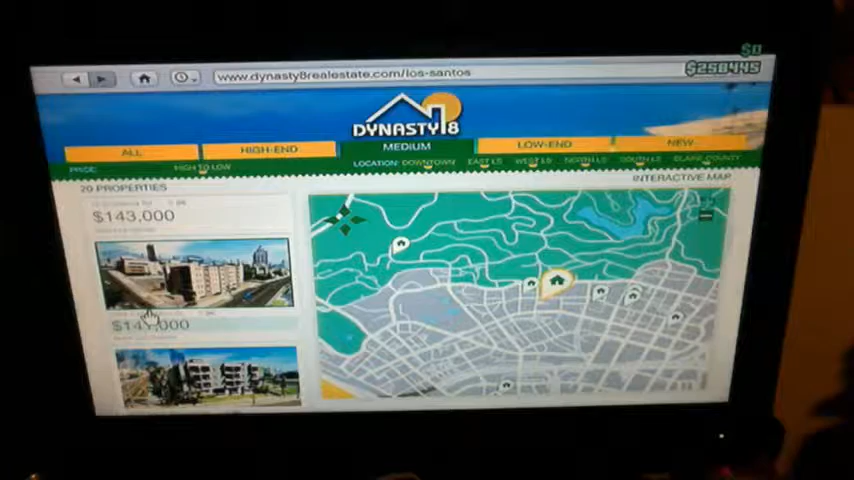 $0
$250445
www.dynasty8realestate.com/los-santos
DYNASTY 8
ALL
HIGH-END
MEDIUM
LOW-END
NEW
PRICE:
HIGH TO LOW
LOCATION: DOWNTOWN EAST LS WEST LS NORTH LS SOUTH LS BLAINE COUNTY
20 PROPERTIES
INTERACTIVE MAP
$143,000
$141,000